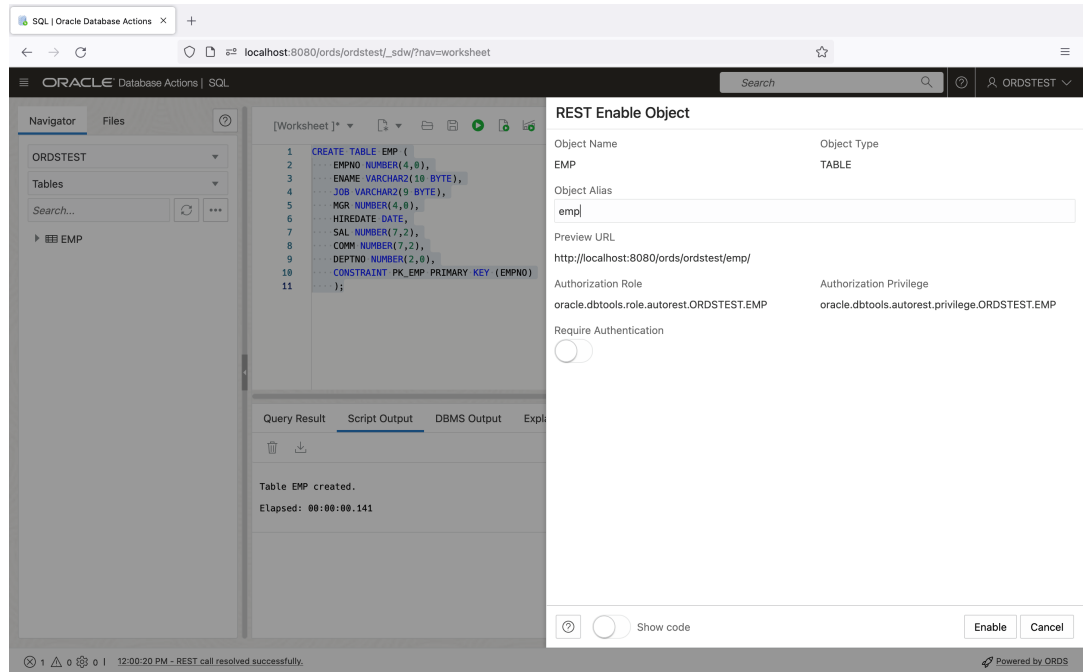 SQL | Oracle Database Actions
localhost:8080/ords/ordstest/_sdw/?nav=worksheet
ORACLE Database Actions | SQL
Search
ORDSTEST
Navigator
Files
ORDSTEST
Tables
Search...
EMP
[Worksheet ]*
1 CREATE TABLE EMP (
2 EMPNO NUMBER(4,0),
3 ENAME VARCHAR2(10 BYTE),
4 JOB VARCHAR2(9 BYTE),
5 MGR NUMBER(4,0),
6 HIREDATE DATE,
7 SAL NUMBER(7,2),
8 COMM NUMBER(7,2),
9 DEPTNO NUMBER(2,0),
10 CONSTRAINT PK_EMP PRIMARY KEY (EMPNO)
11 );
Query Result Script Output DBMS Output Expla
Table EMP created.
Elapsed: 00:00:00.141
REST Enable Object
Object Name
EMP
Object Type
TABLE
Object Alias
emp
Preview URL
http://localhost:8080/ords/ordstest/emp/
Authorization Role
oracle.dbtools.role.autorest.ORDSTEST.EMP
Authorization Privilege
oracle.dbtools.autorest.privilege.ORDSTEST.EMP
Require Authentication
Show code
Enable
Cancel
1 0 0 | 12:00:20 PM - REST call resolved successfully.
Powered by ORDS